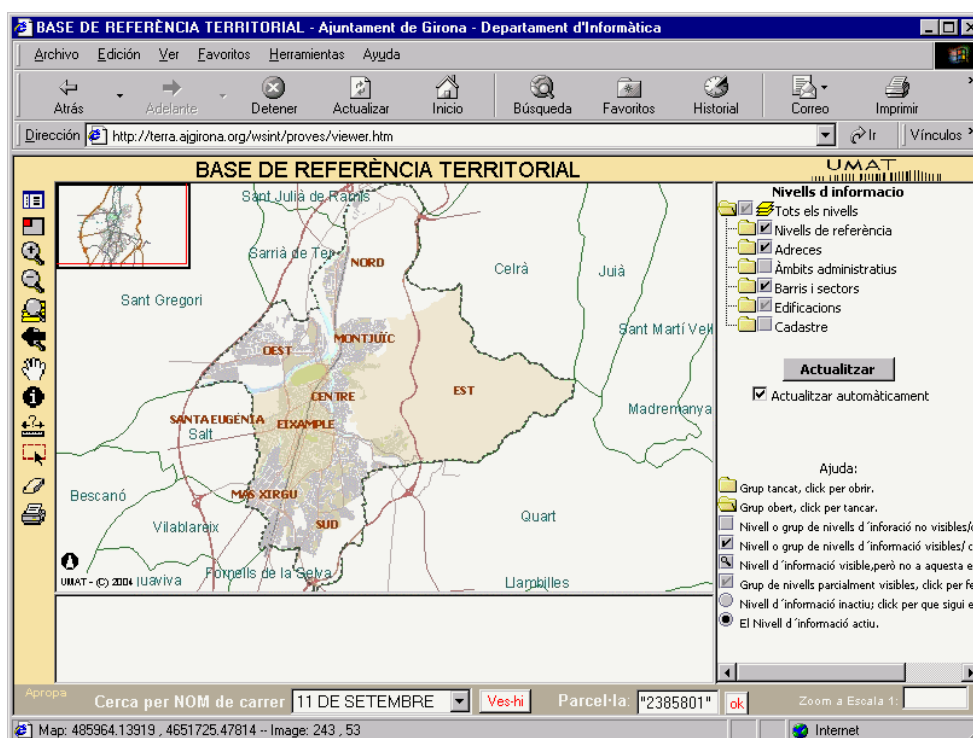 BASE DE REFERÈNCIA TERRITORIAL - Ajuntament de Girona - Departament d'Informàtica
Archivo Edición Ver Favoritos Herramientas Ayuda
Atrás Adelante Detener Actualizar Inicio Búsqueda Favoritos Historial Correo Imprimir
Dirección http://terra.ajgirona.org/wsint/proves/viewer.htm Ir Vínculos
BASE DE REFERÈNCIA TERRITORIAL
UMAT
Sant Julià de Ramis
Sarrià de Ter
NORD
Celrà
Juià
Sant Gregori
Sant Martí Vell
MONTJUÏC
OEST
EST
CENTRE
Madremanya
SANTA EUGÈNIA
EIXAMPLE
Salt
Bescanó
MAS XIRGU
Quart
Vilablareix
SUD
Fornells de la Selva
UMAT - (C) 2004
Llambilles
Nivells d informacio
Tots els nivells
Nivells de referència
Adreces
Àmbits administratius
Barris i sectors
Edificacions
Cadastre
Actualitzar
Actualitzar automàticament
Ajuda:
Grup tancat, click per obrir.
Grup obert, click per tancar.
Nivell o grup de nivells d´inforació no visibles/
Nivell o grup de nivells d´informació visibles/ c
Nivell d´informació visible,però no a aquesta e
Grup de nivells parcialment visibles, click per fe
Nivell d´informació inactiu; click per que sigui e
El Nivell d´informació actiu.
Apropa
Cerca per NOM de carrer 11 DE SETEMBRE Ves-hi Parcel·la: "2385801" ok Zoom a Escala 1:
Map: 485964.13919 , 4651725.47814 -- Image: 243 , 53 Internet